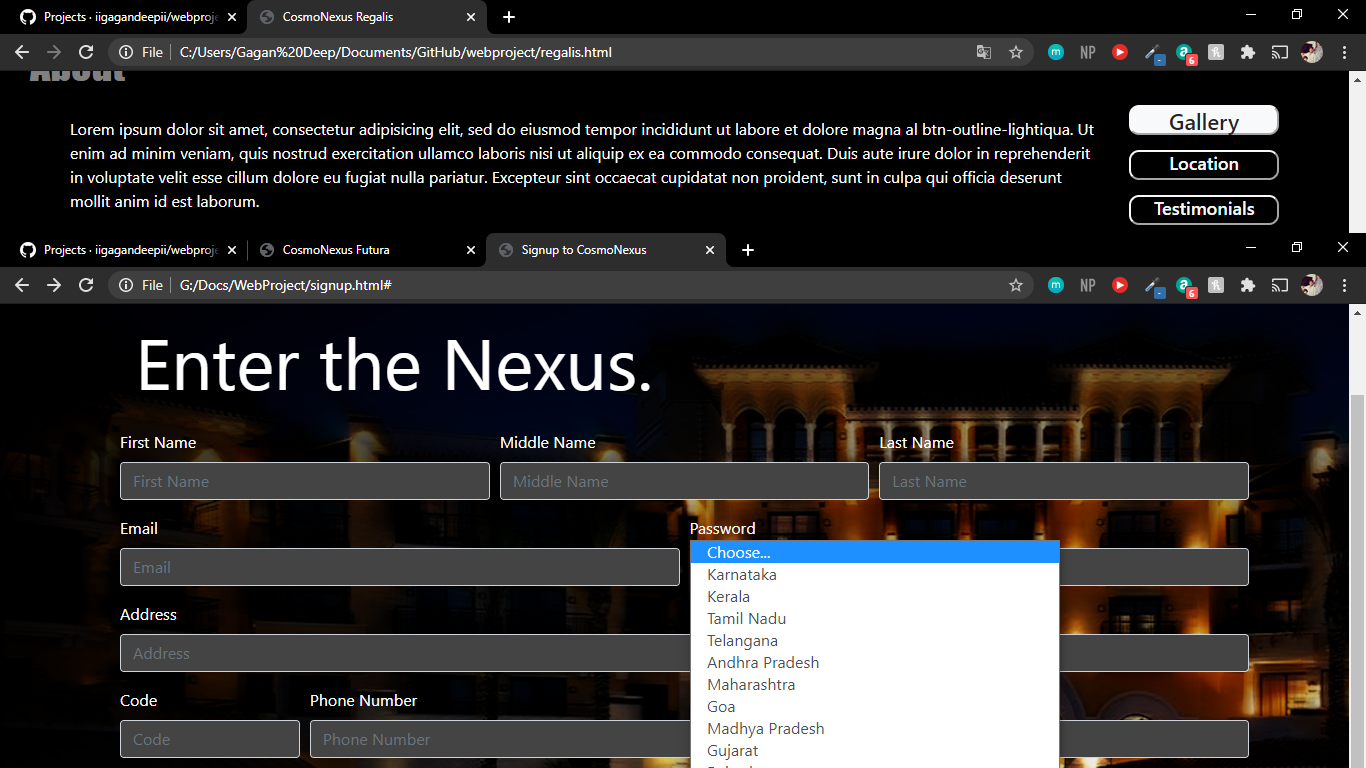 Projects · iigagandeepii/webproje
CosmoNexus Regalis
File
C:/Users/Gagan%20Deep/Documents/GitHub/webproject/regalis.html
m
NP
-
a
6
About
Lorem ipsum dolor sit amet, consectetur adipisicing elit, sed do eiusmod tempor incididunt ut labore et dolore magna al btn-outline-lightiqua. Ut
enim ad minim veniam, quis nostrud exercitation ullamco laboris nisi ut aliquip ex ea commodo consequat. Duis aute irure dolor in reprehenderit
in voluptate velit esse cillum dolore eu fugiat nulla pariatur. Excepteur sint occaecat cupidatat non proident, sunt in culpa qui officia deserunt
mollit anim id est laborum.
Gallery
Location
Testimonials
Projects · iigagandeepii/webproje
CosmoNexus Futura
Signup to CosmoNexus
File
G:/Docs/WebProject/signup.html#
m
NP
-
a
6
Enter the Nexus.
First Name
Middle Name
Last Name
First Name
Middle Name
Last Name
Email
Password
Email
Choose...
Karnataka
Kerala
Tamil Nadu
Telangana
Andhra Pradesh
Maharashtra
Goa
Madhya Pradesh
Gujarat
Address
Address
Code
Phone Number
Code
Phone Number